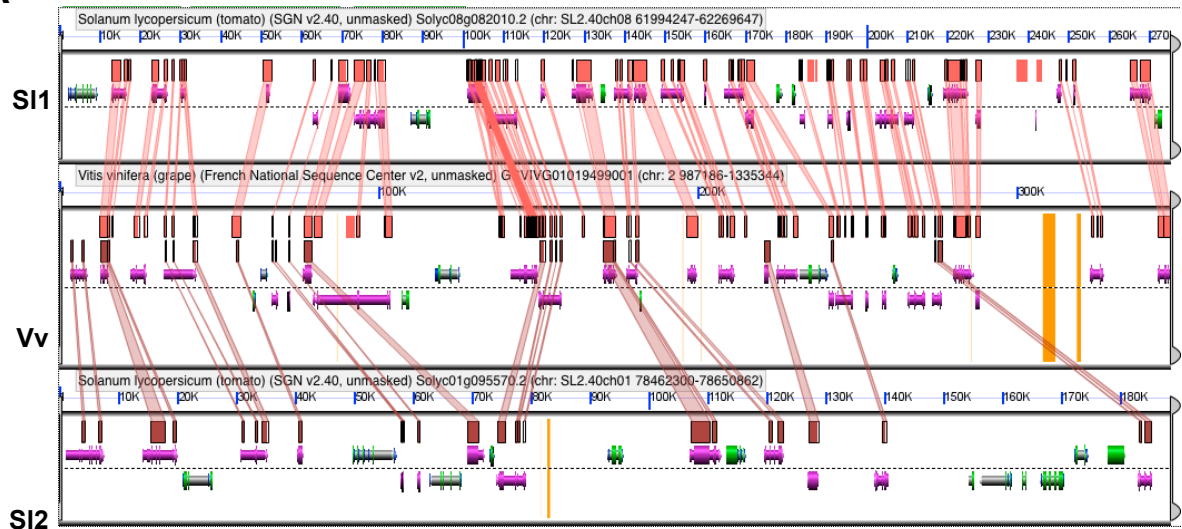 Solanum lycopersicum (tomato) (SGN v2.40, unmasked) Solyc08g082010.2 (chr: SL2.40ch08 61994247-62269647)
10K 20K 30K 40K 50K 60K 70K 80K 90K 100K 110K 120K 130K 140K 150K 160K 170K 180K 190K 200K 210K 220K 230K 240K 250K 260K 270
Sl1
Vitis vinifera (grape) (French National Sequence Center v2, unmasked) GSVIVG01019499001 (chr: 2 987186-1335344)
100K 200K 300K
Vv
Solanum lycopersicum (tomato) (SGN v2.40, unmasked) Solyc01g095570.2 (chr: SL2.40ch01 78462300-78650862)
10K 20K 30K 40K 50K 60K 70K 80K 90K 100K 110K 120K 130K 140K 150K 160K 170K 180K
Sl2